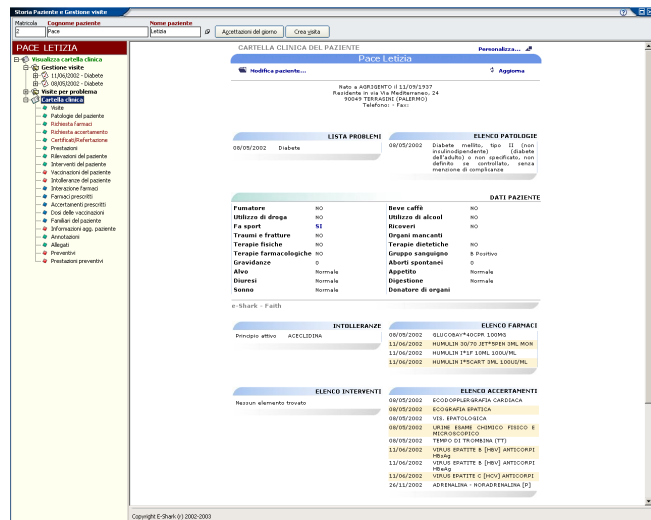 Storia Paziente e Gestione visite
Matricola Cognome paziente Nome paziente
2 Pace Letizia Accettazioni del giorno Crea visita
PACE LETIZIA
Visualizza cartella clinica
Gestione visite
11/06/2002 - Diabete
08/05/2002 - Diabete
Visite per problema
Cartella clinica
Visite
Patologie del paziente
Richiesta farmaci
Richiesta accertamento
Certificati/Refertazione
Prestazioni
Rilevazioni del paziente
Interventi del paziente
Vaccinazioni del paziente
Intolleranze del paziente
Interazione farmaci
Farmaci prescritti
Accertamenti prescritti
Dosi delle vaccinazioni
Familiari del paziente
Informazioni agg. paziente
Annotazioni
Allegati
Preventivi
Prestazioni preventivi
CARTELLA CLINICA DEL PAZIENTE Personalizza...
Pace Letizia
Modifica paziente... Aggiorna
Nato a AGRIGENTO il 11/09/1937
Residente in via Via Mediterraneo, 24
90049 TERRASINI (PALERMO)
Telefono: - Fax:
LISTA PROBLEMI
08/05/2002 Diabete
ELENCO PATOLOGIE
08/05/2002 Diabete mellito, tipo II (non
insulinodipendente) (diabete
dell'adulto) o non specificato, non
definito se controllato, senza
menzione di complicanze
DATI PAZIENTE
Fumatore NO Beve caffè NO
Utilizzo di droga NO Utilizzo di alcool NO
Fa sport SI Ricoveri NO
Traumi e fratture NO Organi mancanti
Terapie fisiche NO Terapie dietetiche NO
Terapie farmacologiche NO Gruppo sanguigno B Positivo
Gravidanze 0 Aborti spontanei 0
Alvo Normale Appetito Normale
Diuresi Normale Digestione Normale
Sonno Normale Donatore di organi
e-Shark - Faith
INTOLLERANZE
Principio attivo ACECLIDINA
ELENCO FARMACI
08/05/2002 GLUCOBAY*40CPR 100MG
11/06/2002 HUMULIN 30/70 JET*5PEN 3ML MON
11/06/2002 HUMULIN I*1F 10ML 100U/ML
11/06/2002 HUMULIN I*5CART 3ML 100UI/ML
ELENCO INTERVENTI
Nessun elemento trovato
ELENCO ACCERTAMENTI
08/05/2002 ECODOPPLERGRAFIA CARDIACA
08/05/2002 ECOGRAFIA EPATICA
08/05/2002 VIS. EPATOLOGICA
08/05/2002 URINE ESAME CHIMICO FISICO E
MICROSCOPICO
08/05/2002 TEMPO DI TROMBINA (TT)
11/06/2002 VIRUS EPATITE B [HBV] ANTICORPI
HBsAg
11/06/2002 VIRUS EPATITE B [HBV] ANTICORPI
HBeAg
11/06/2002 VIRUS EPATITE C [HCV] ANTICORPI
26/11/2002 ADRENALINA - NORADRENALINA [P]
Copyright E-Shark (r) 2002-2003